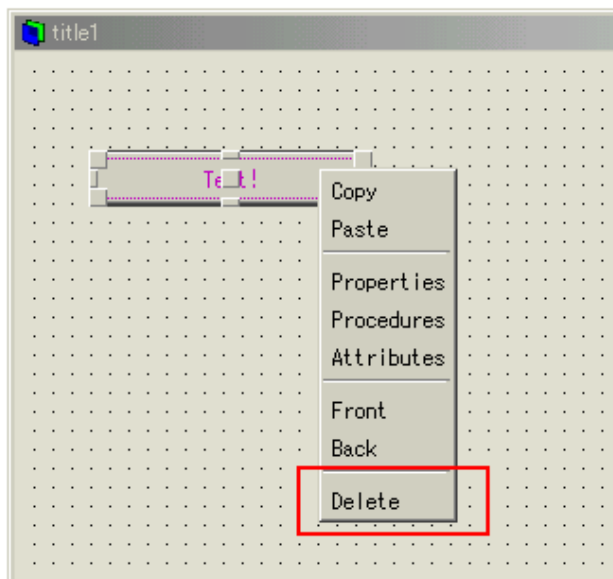 title1
Copy
Paste
Properties
Procedures
Attributes
Front
Back
Delete